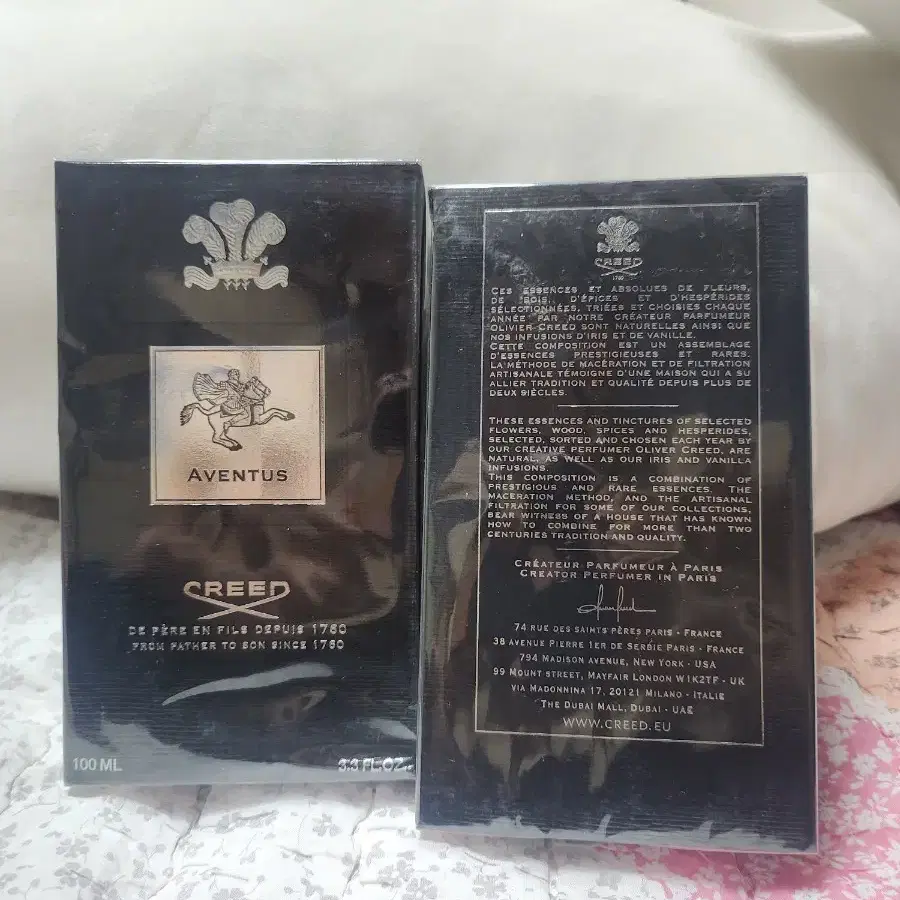 AVENTUS
CREED
DE PÈRE EN FILS DEPUIS 1760
FROM FATHER TO SON SINCE 1760
100 ML
3.3 FL.OZ.
CREED
1760
CES ESSENCES ET ABSOLUES DE FLEURS,
DE BOIS, D'ÉPICES ET D'HESPÉRIDES
SÉLECTIONNÉES, TRIÉES ET CHOISIES CHAQUE
ANNÉE PAR NOTRE CRÉATEUR PARFUMEUR
OLIVIER CREED SONT NATURELLES AINSI QUE
NOS INFUSIONS D'IRIS ET DE VANILLE.
CETTE COMPOSITION EST UN ASSEMBLAGE
D'ESSENCES PRESTIGIEUSES ET RARES.
LA MÉTHODE DE MACÉRATION ET DE FILTRATION
ARTISANALE TÉMOIGNE D'UNE MAISON QUI A SU
ALLIER TRADITION ET QUALITÉ DEPUIS PLUS DE
DEUX SIÈCLES.
THESE ESSENCES AND TINCTURES OF SELECTED
FLOWERS, WOOD, SPICES AND HESPERIDES,
SELECTED, SORTED AND CHOSEN EACH YEAR BY
OUR CREATIVE PERFUMER OLIVER CREED, ARE
NATURAL, AS WELL AS OUR IRIS AND VANILLA
INFUSIONS.
THIS COMPOSITION IS A COMBINATION OF
PRESTIGIOUS AND RARE ESSENCES. THE
MACERATION METHOD, AND THE ARTISANAL
FILTRATION FOR SOME OF OUR COLLECTIONS,
BEAR WITNESS OF A HOUSE THAT HAS KNOWN
HOW TO COMBINE FOR MORE THAN TWO
CENTURIES TRADITION AND QUALITY.
CRÉATEUR PARFUMEUR À PARIS
CREATOR PERFUMER IN PARIS
74 RUE DES SAINTS PÈRES PARIS · FRANCE
38 AVENUE PIERRE 1ER DE SERBIE PARIS · FRANCE
794 MADISON AVENUE, NEW YORK · USA
99 MOUNT STREET, MAYFAIR LONDON W1K2TF · UK
VIA MADONNINA 17, 20121 MILANO · ITALIE
THE DUBAI MALL, DUBAI · UAE
WWW.CREED.EU